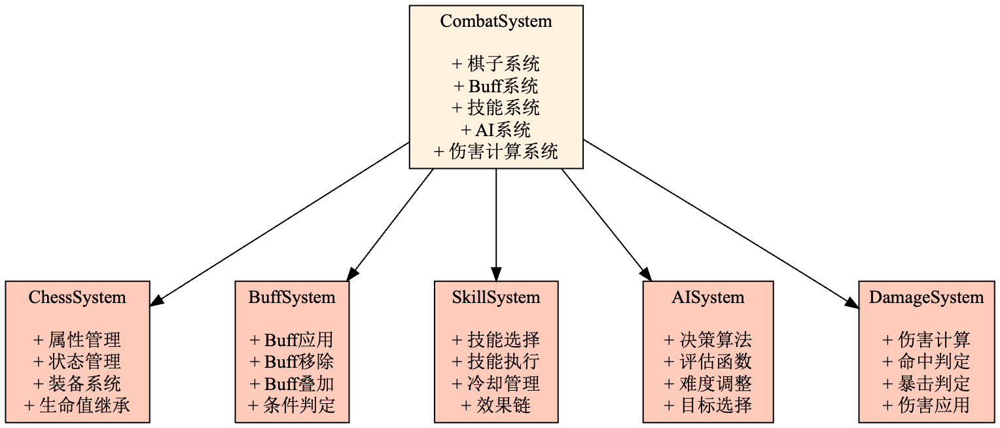 CombatSystem
+ 棋子系统
+ Buff系统
+ 技能系统
+ AI系统
+ 伤害计算系统
ChessSystem
+ 属性管理
+ 状态管理
+ 装备系统
+ 生命值继承
BuffSystem
+ Buff应用
+ Buff移除
+ Buff叠加
+ 条件判定
SkillSystem
+ 技能选择
+ 技能执行
+ 冷却管理
+ 效果链
AISystem
+ 决策算法
+ 评估函数
+ 难度调整
+ 目标选择
DamageSystem
+ 伤害计算
+ 命中判定
+ 暴击判定
+ 伤害应用